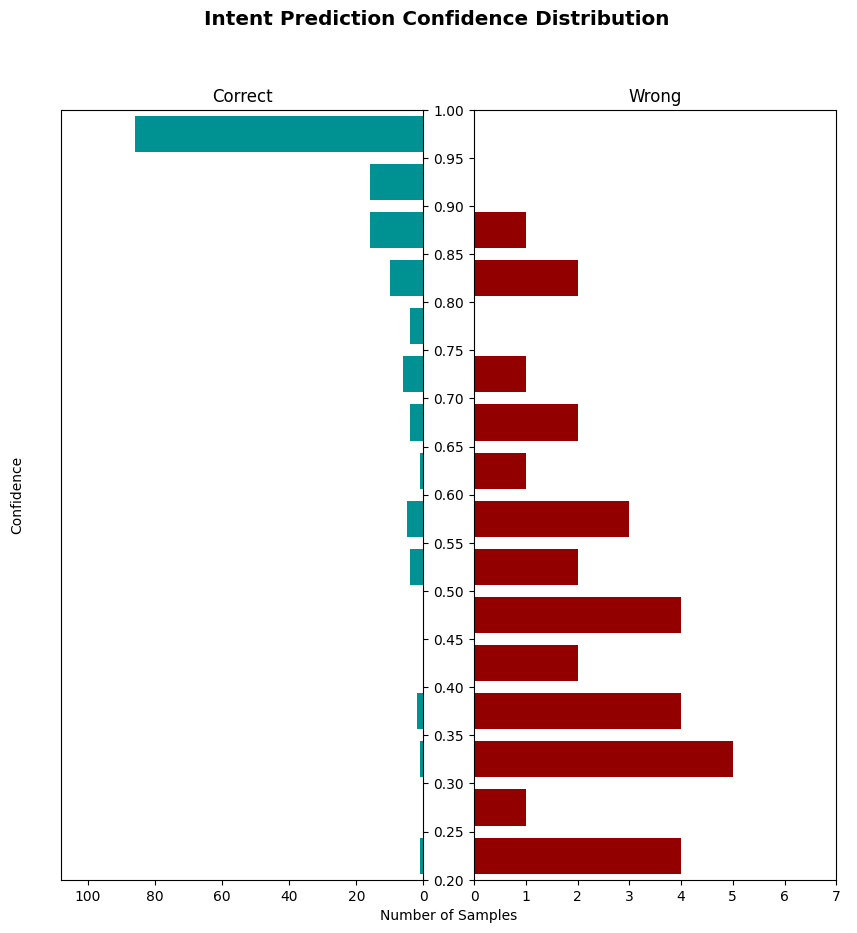 Intent Prediction Confidence Distribution
Correct
Wrong
1.00
0.95
0.90
0.85
0.80
0.75
0.70
0.65
0.60
0.55
0.50
0.45
0.40
0.35
0.30
0.25
0.20
Confidence
100 80 60 40 20 0
0 1 2 3 4 5 6 7
Number of Samples